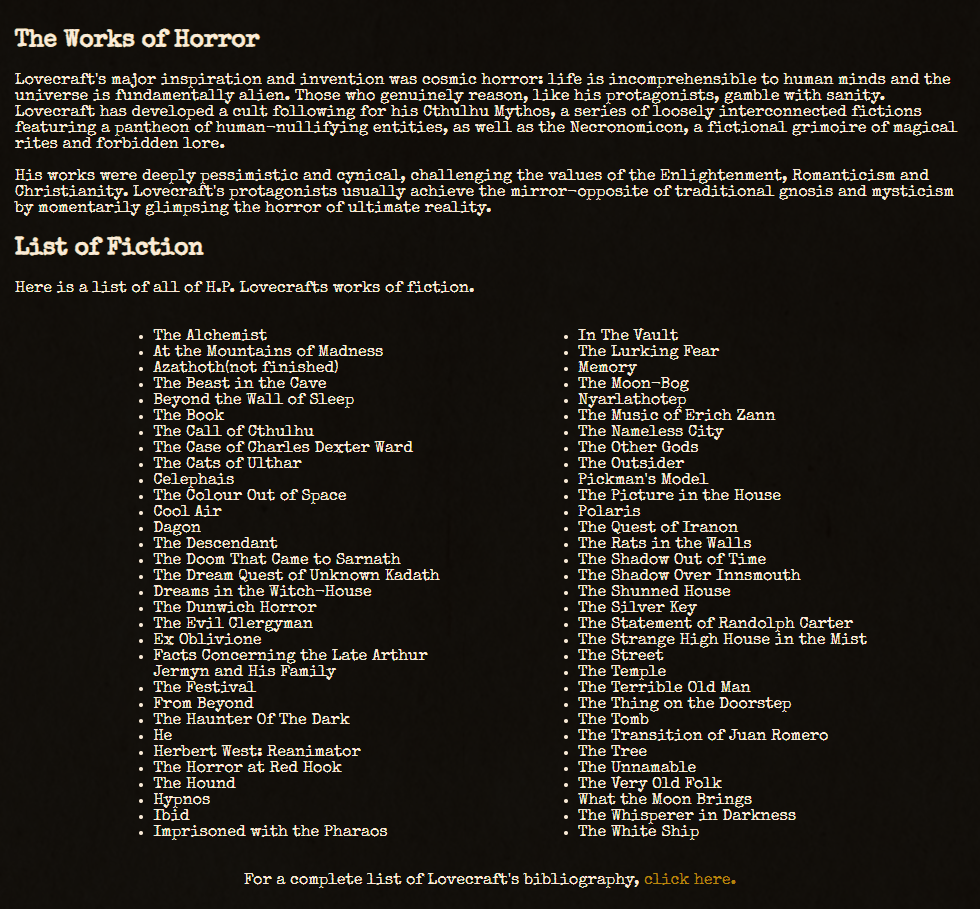 The Works of Horror
Lovecraft's major inspiration and invention was cosmic horror: life is incomprehensible to human minds and the
universe is fundamentally alien. Those who genuinely reason, like his protagonists, gamble with sanity.
Lovecraft has developed a cult following for his Cthulhu Mythos, a series of loosely interconnected fictions
featuring a pantheon of human-nullifying entities, as well as the Necronomicon, a fictional grimoire of magical
rites and forbidden lore.
His works were deeply pessimistic and cynical, challenging the values of the Enlightenment, Romanticism and
Christianity. Lovecraft's protagonists usually achieve the mirror-opposite of traditional gnosis and mysticism
by momentarily glimpsing the horror of ultimate reality.
List of Fiction
Here is a list of all of H.P. Lovecrafts works of fiction.
• The Alchemist
• At the Mountains of Madness
• Azathoth(not finished)
• The Beast in the Cave
• Beyond the Wall of Sleep
• The Book
• The Call of Cthulhu
• The Case of Charles Dexter Ward
• The Cats of Ulthar
• Celephais
• The Colour Out of Space
• Cool Air
• Dagon
• The Descendant
• The Doom That Came to Sarnath
• The Dream Quest of Unknown Kadath
• Dreams in the Witch-House
• The Dunwich Horror
• The Evil Clergyman
• Ex Oblivione
• Facts Concerning the Late Arthur
Jermyn and His Family
• The Festival
• From Beyond
• The Haunter Of The Dark
• He
• Herbert West: Reanimator
• The Horror at Red Hook
• The Hound
• Hypnos
• Ibid
• Imprisoned with the Pharaos
• In The Vault
• The Lurking Fear
• Memory
• The Moon-Bog
• Nyarlathotep
• The Music of Erich Zann
• The Nameless City
• The Other Gods
• The Outsider
• Pickman's Model
• The Picture in the House
• Polaris
• The Quest of Iranon
• The Rats in the Walls
• The Shadow Out of Time
• The Shadow Over Innsmouth
• The Shunned House
• The Silver Key
• The Statement of Randolph Carter
• The Strange High House in the Mist
• The Street
• The Temple
• The Terrible Old Man
• The Thing on the Doorstep
• The Tomb
• The Transition of Juan Romero
• The Tree
• The Unnamable
• The Very Old Folk
• What the Moon Brings
• The Whisperer in Darkness
• The White Ship
For a complete list of Lovecraft's bibliography, click here.